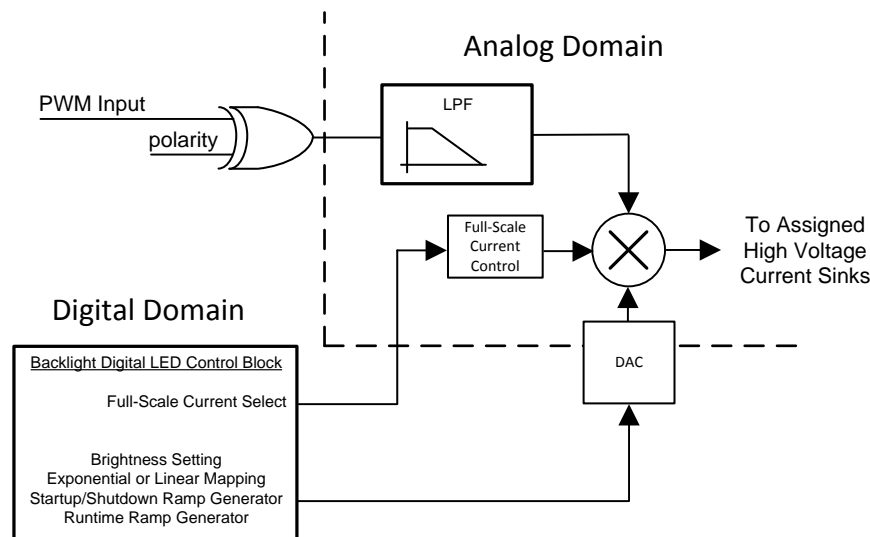 Analog Domain
PWM Input
polarity
LPF
Full-Scale
Current
Control
To Assigned
High Voltage
Current Sinks
Digital Domain
Backlight Digital LED Control Block
Full-Scale Current Select
Brightness Setting
Exponential or Linear Mapping
Startup/Shutdown Ramp Generator
Runtime Ramp Generator
DAC